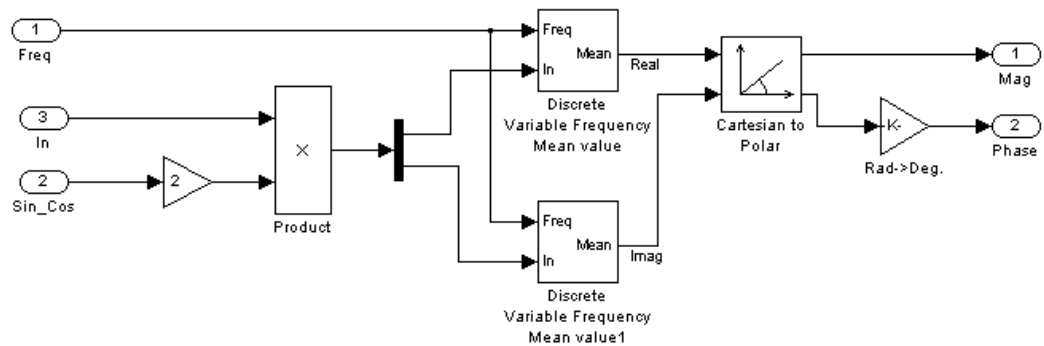 1
Freq
3
In
2
Sin_Cos
2
×
Product
Freq
In
Mean
Discrete
Variable Frequency
Mean value
Real
Freq
In
Mean
Discrete
Variable Frequency
Mean value1
Imag
Cartesian to
Polar
K-
Rad->Deg.
1
Mag
2
Phase